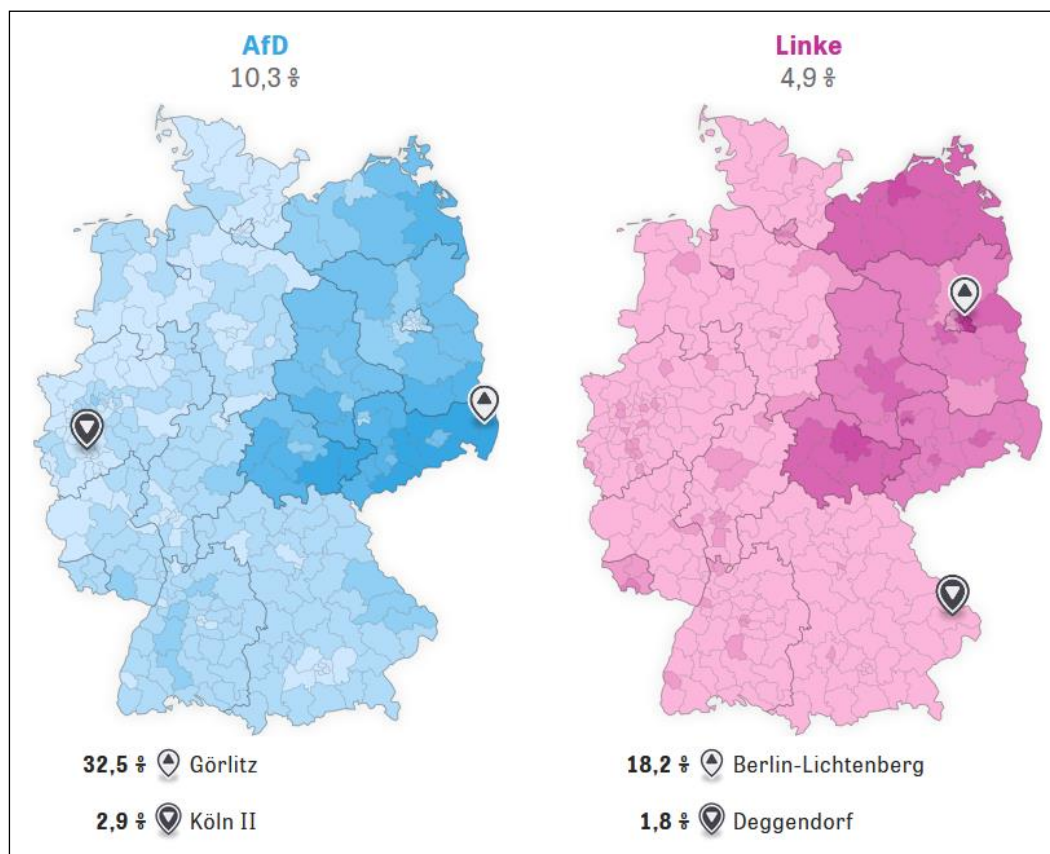 AfD
10,3 %
Linke
4,9 %
32,5 % Görlitz
2,9 % Köln II
18,2 % Berlin-Lichtenberg
1,8 % Deggendorf